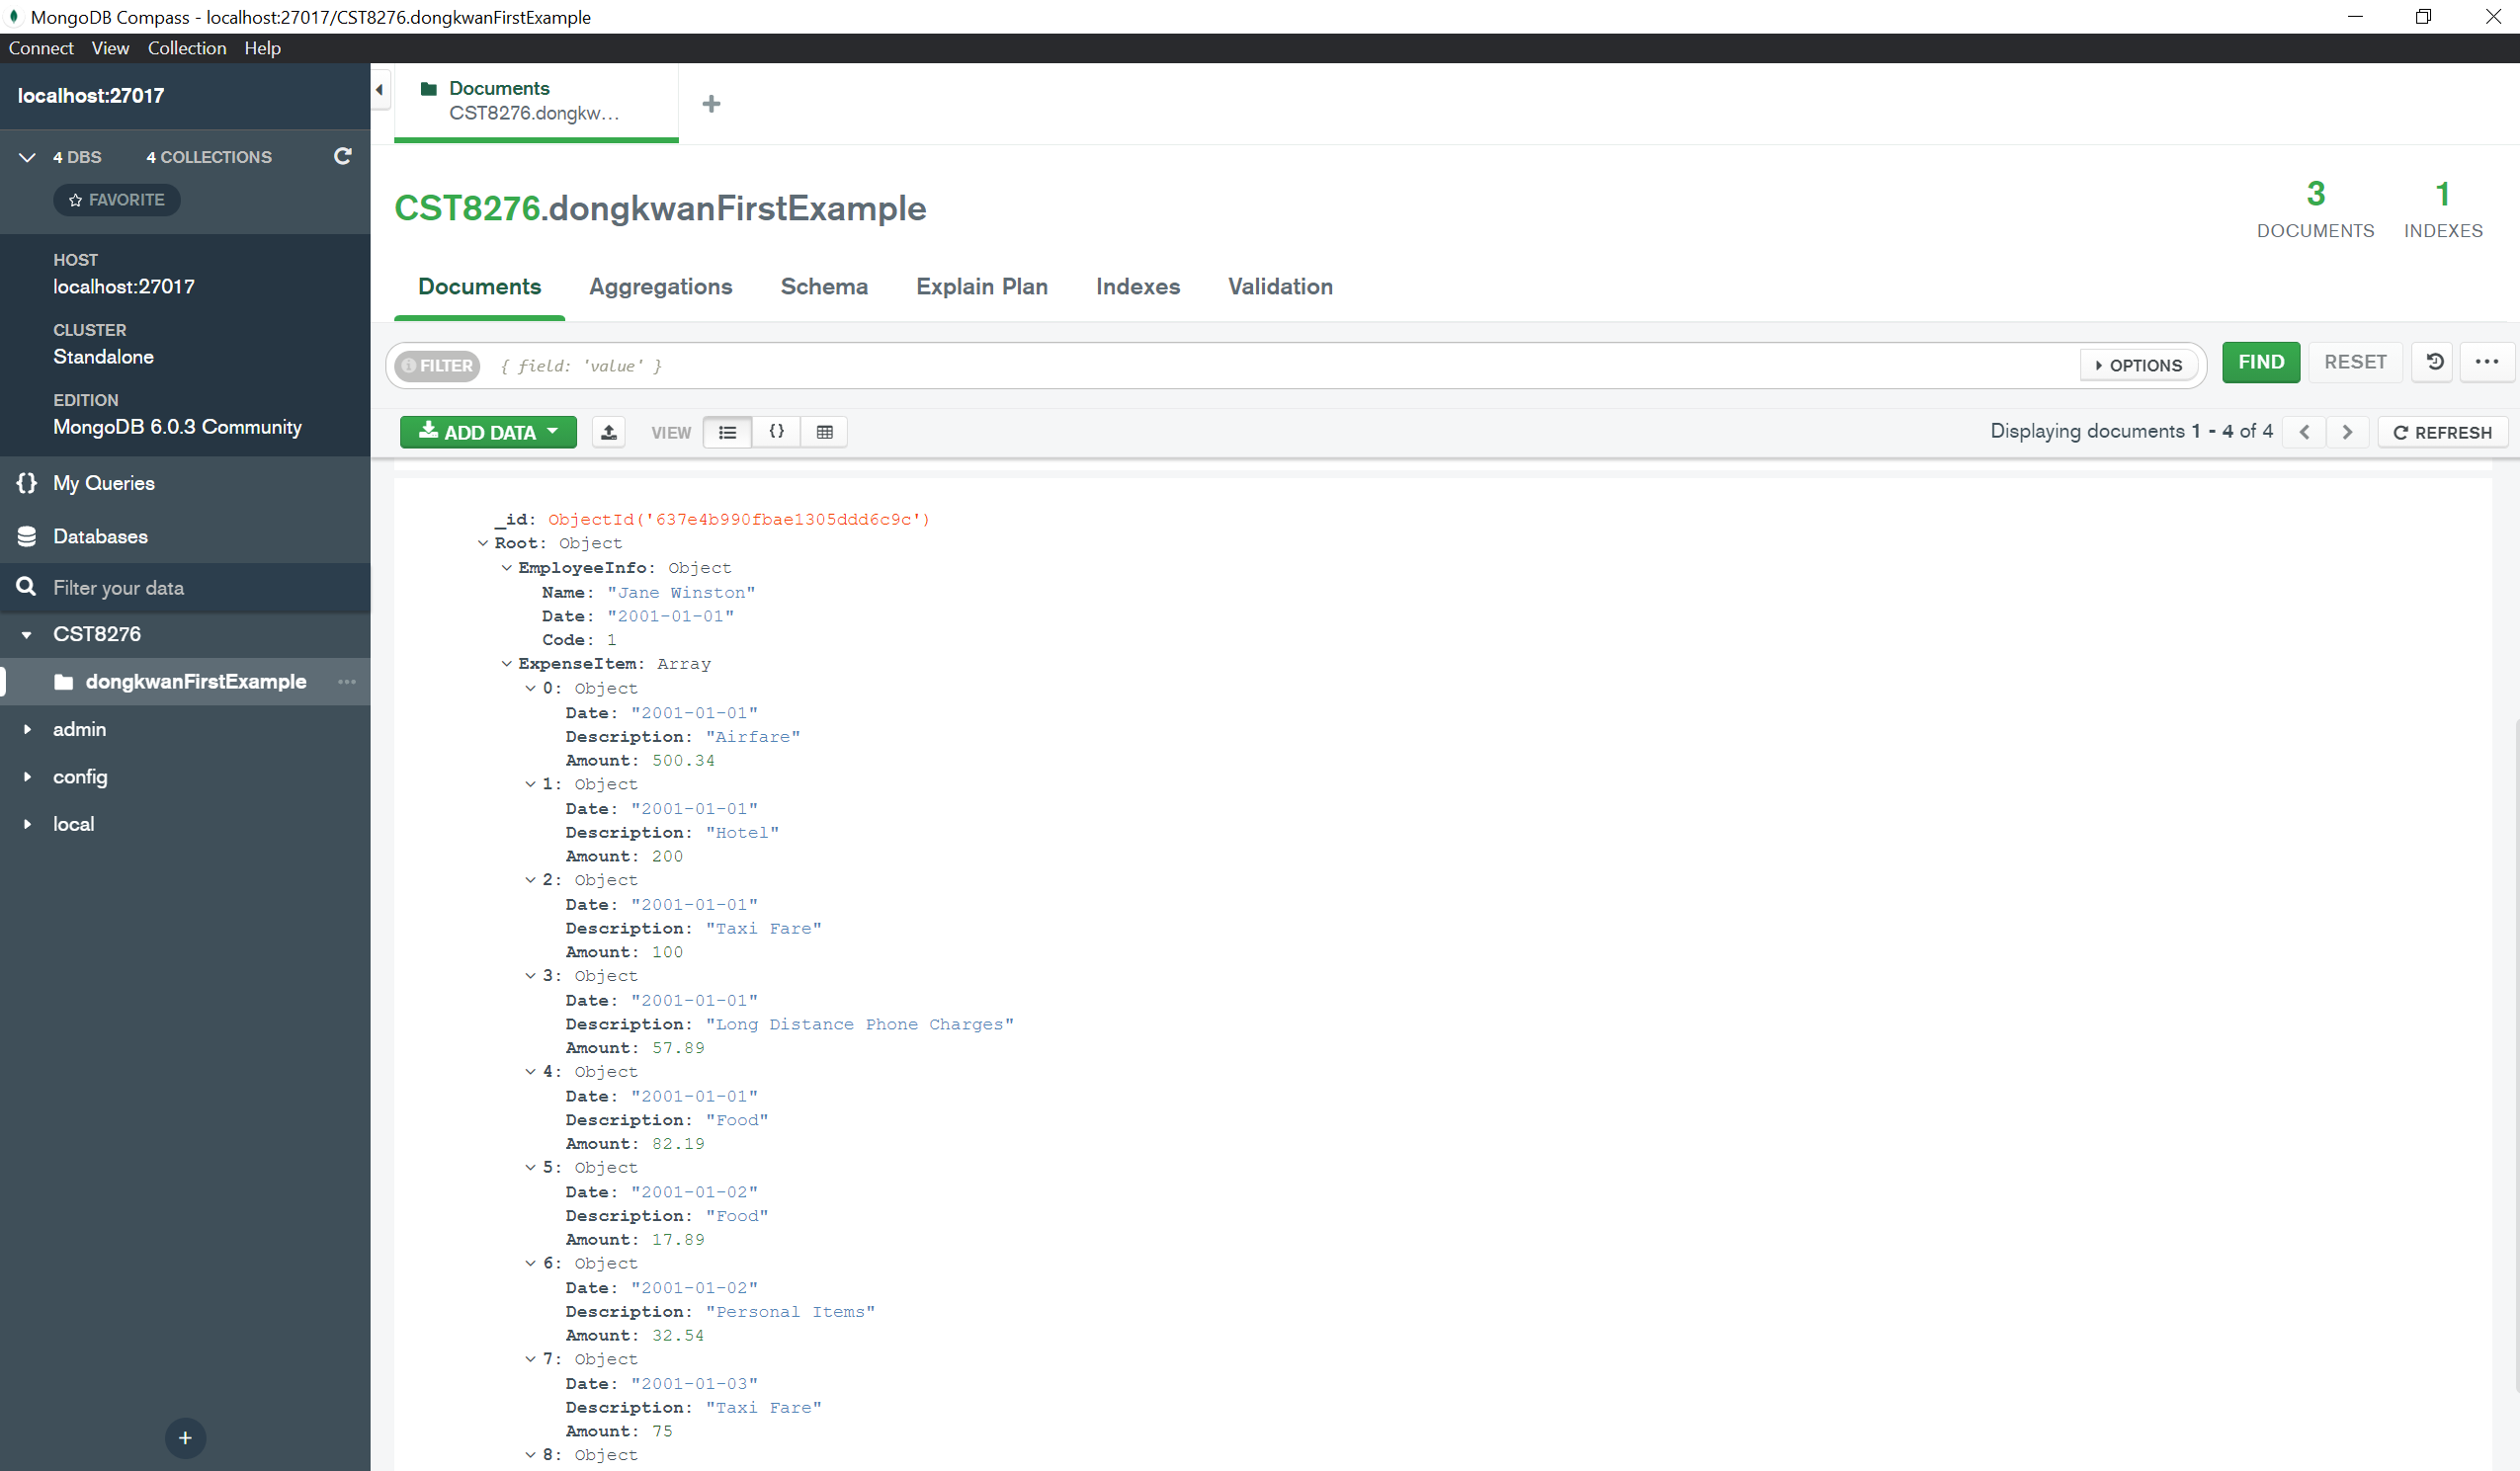 MongoDB Compass - localhost:27017/CST8276.dongkwanFirstExample
Connect View Collection Help
localhost:27017
4 DBS 4 COLLECTIONS
FAVORITE
HOST
localhost:27017
CLUSTER
Standalone
EDITION
MongoDB 6.0.3 Community
{} My Queries
Databases
Filter your data
CST8276
dongkwanFirstExample ...
admin
config
local
+
Documents
CST8276.dongkw...
+
CST8276.dongkwanFirstExample
3
DOCUMENTS
1
INDEXES
Documents Aggregations Schema Explain Plan Indexes Validation
FILTER { field: 'value' } OPTIONS FIND RESET ...
ADD DATA VIEW {} Displaying documents 1 - 4 of 4 < > REFRESH
_id: ObjectId('637e4b990fbae1305ddd6c9c')
Root: Object
EmployeeInfo: Object
Name: "Jane Winston"
Date: "2001-01-01"
Code: 1
ExpenseItem: Array
0: Object
Date: "2001-01-01"
Description: "Airfare"
Amount: 500.34
1: Object
Date: "2001-01-01"
Description: "Hotel"
Amount: 200
2: Object
Date: "2001-01-01"
Description: "Taxi Fare"
Amount: 100
3: Object
Date: "2001-01-01"
Description: "Long Distance Phone Charges"
Amount: 57.89
4: Object
Date: "2001-01-01"
Description: "Food"
Amount: 82.19
5: Object
Date: "2001-01-02"
Description: "Food"
Amount: 17.89
6: Object
Date: "2001-01-02"
Description: "Personal Items"
Amount: 32.54
7: Object
Date: "2001-01-03"
Description: "Taxi Fare"
Amount: 75
8: Object